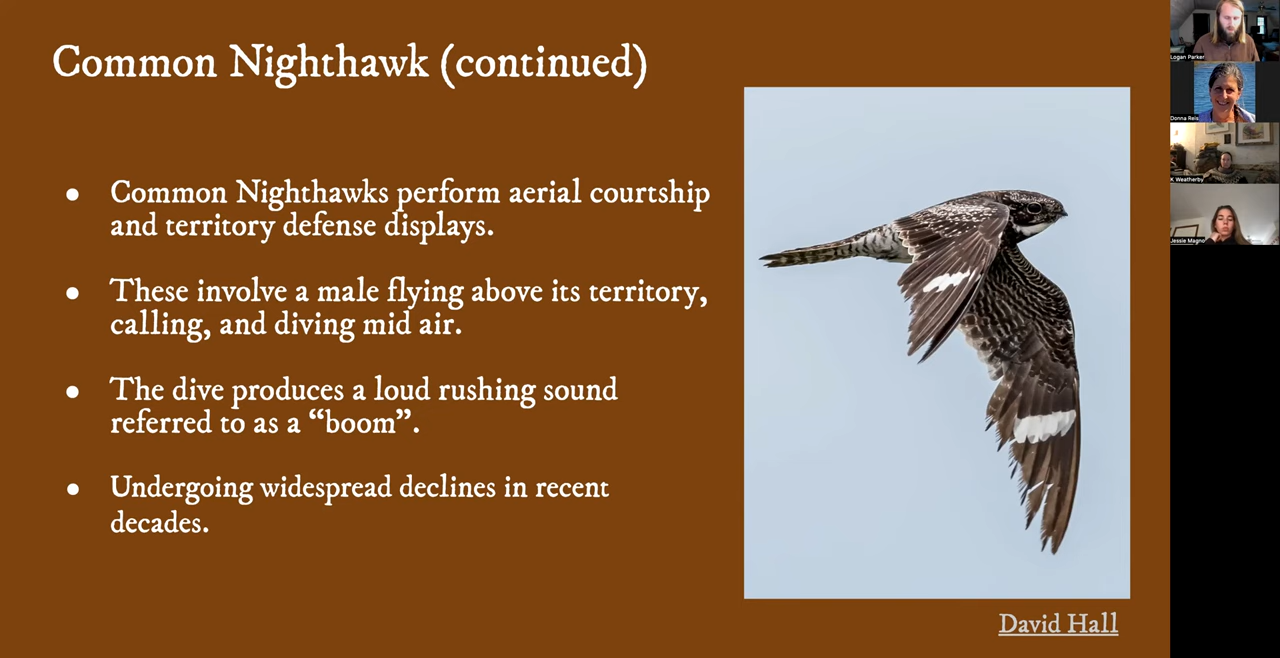 Common Nighthawk (continued)
● Common Nighthawks perform aerial courtship
and territory defense displays.
● These involve a male flying above its territory,
calling, and diving mid air.
● The dive produces a loud rushing sound
referred to as a “boom”.
● Undergoing widespread declines in recent
decades.
David Hall
Logan Parker
Donna Reis
K Weatherby
Jessie Magno